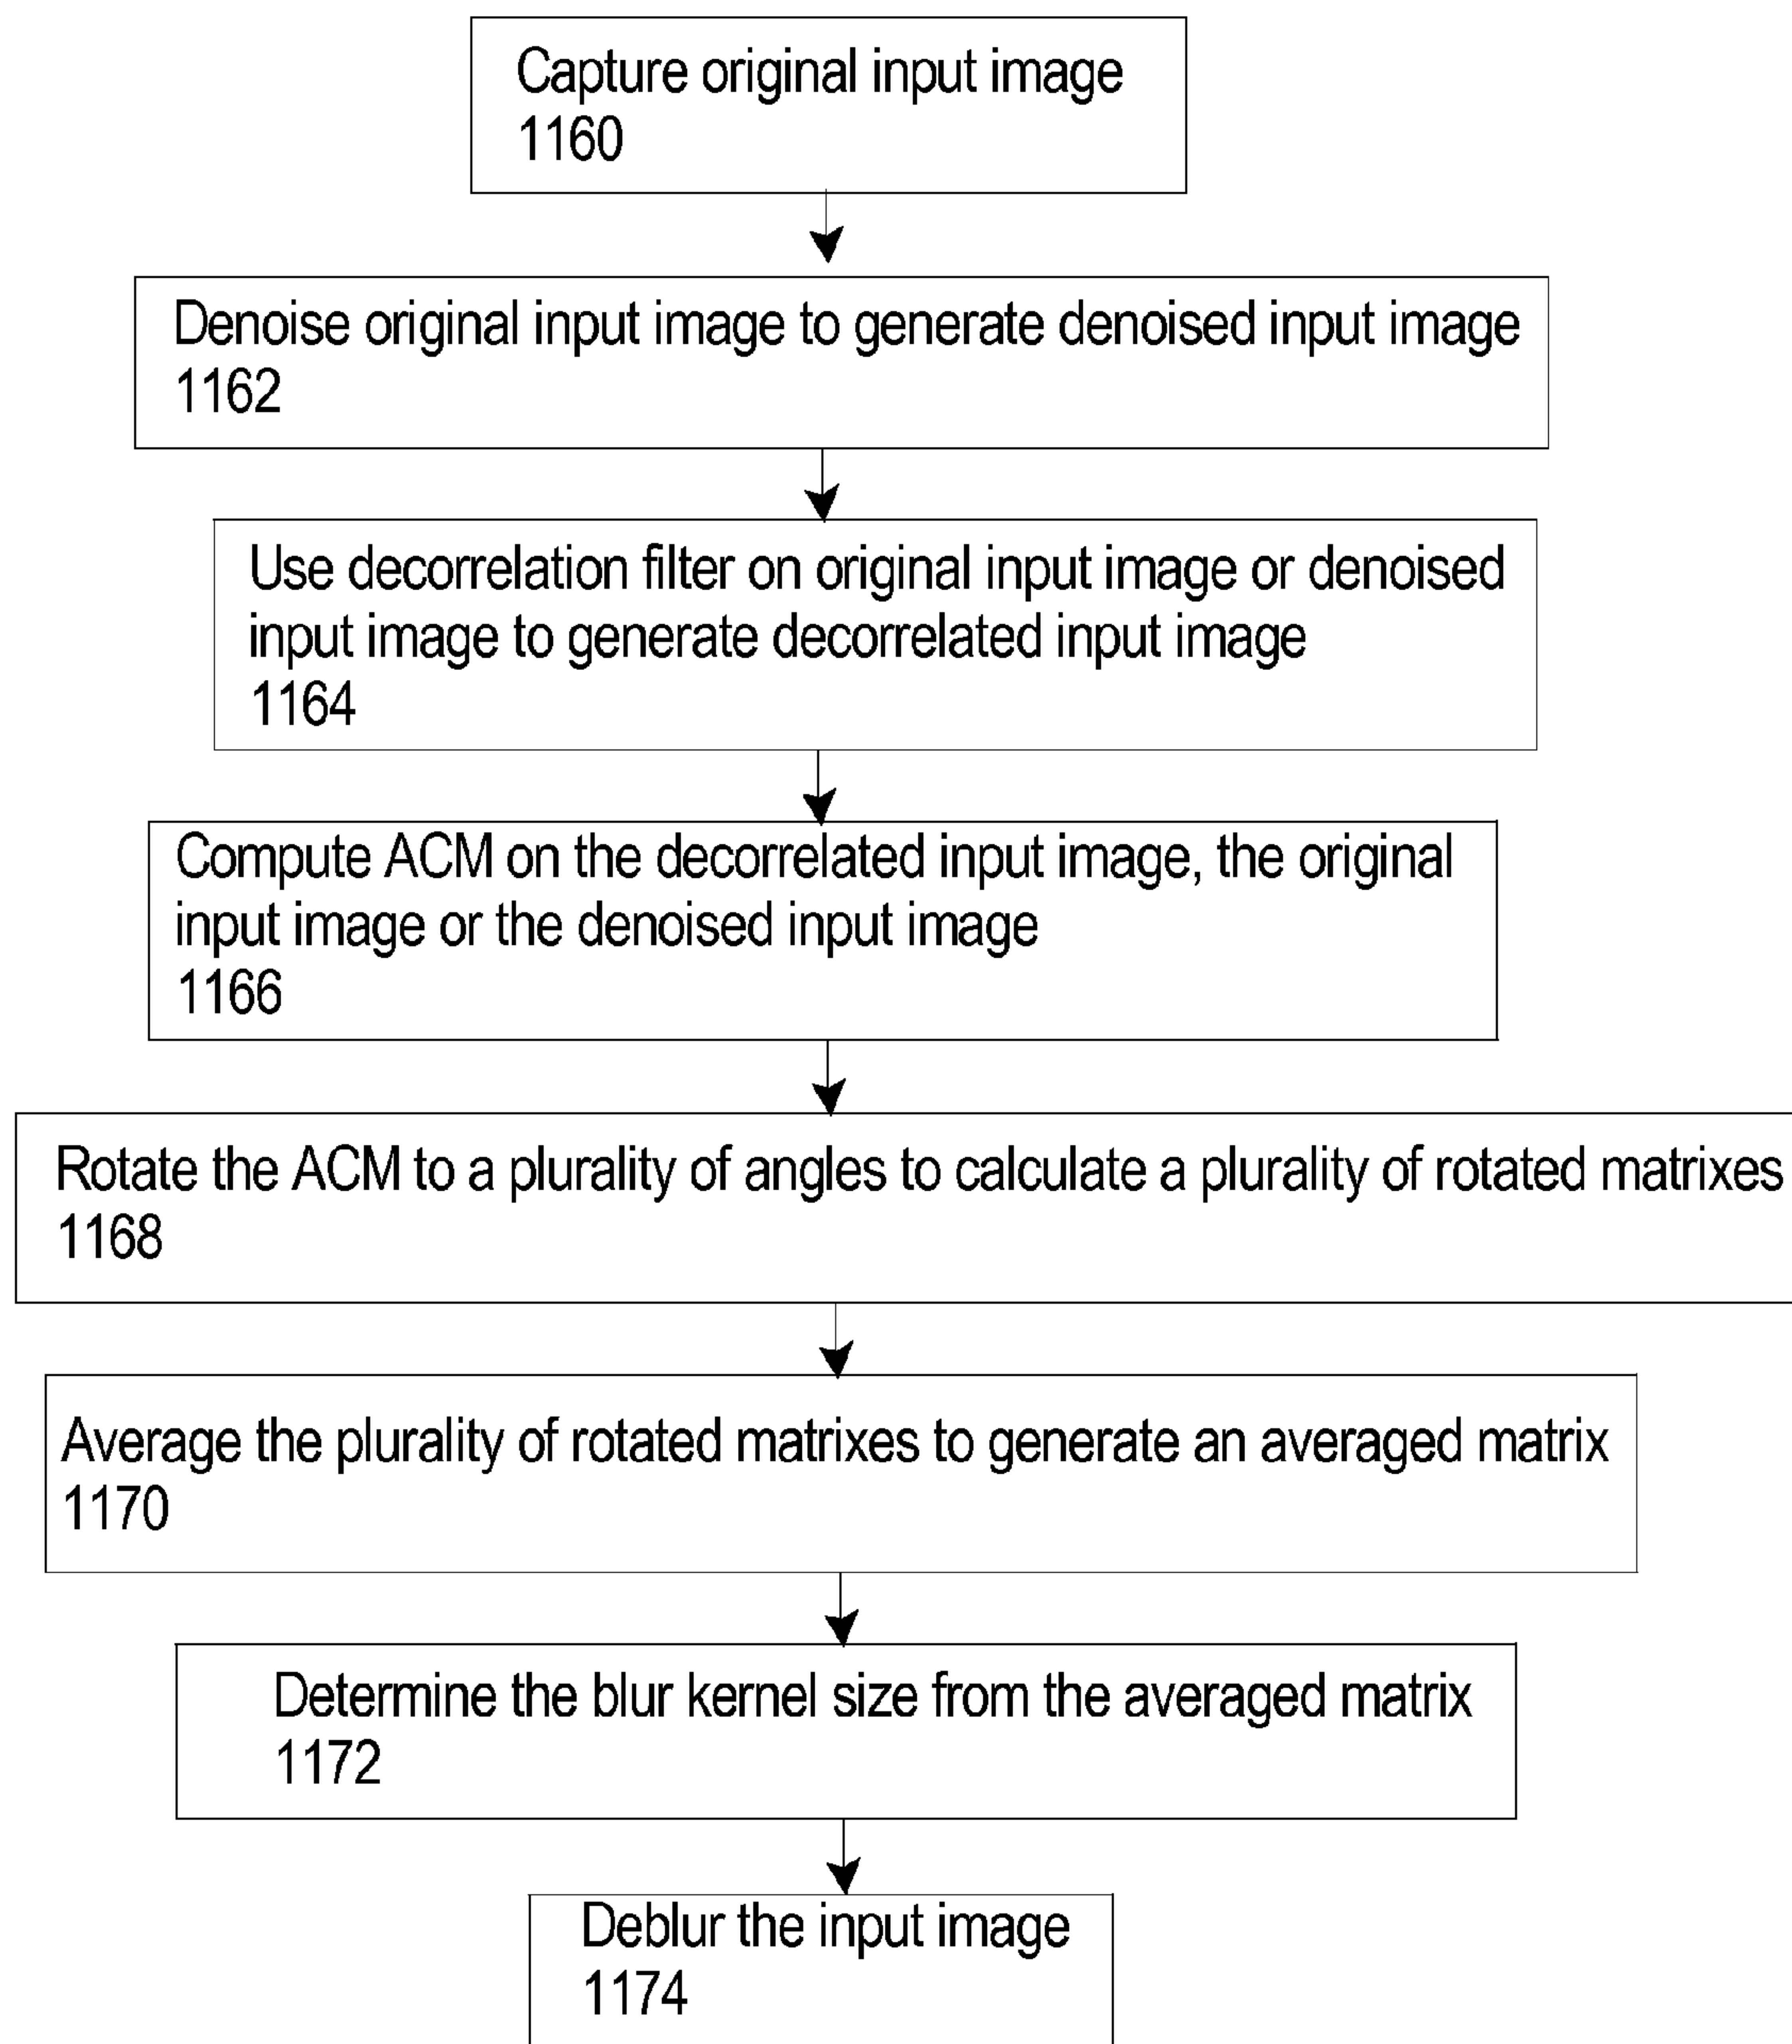 Capture original input image
1160
Denoise original input image to generate denoised input image
1162
Use decorrelation filter on original input image or denoised
input image to generate decorrelated input image
1164
Compute ACM on the decorrelated input image, the original
input image or the denoised input image
1166
Rotate the ACM to a plurality of angles to calculate a plurality of rotated matrixes
1168
Average the plurality of rotated matrixes to generate an averaged matrix
1170
Determine the blur kernel size from the averaged matrix
1172
Deblur the input image
1174